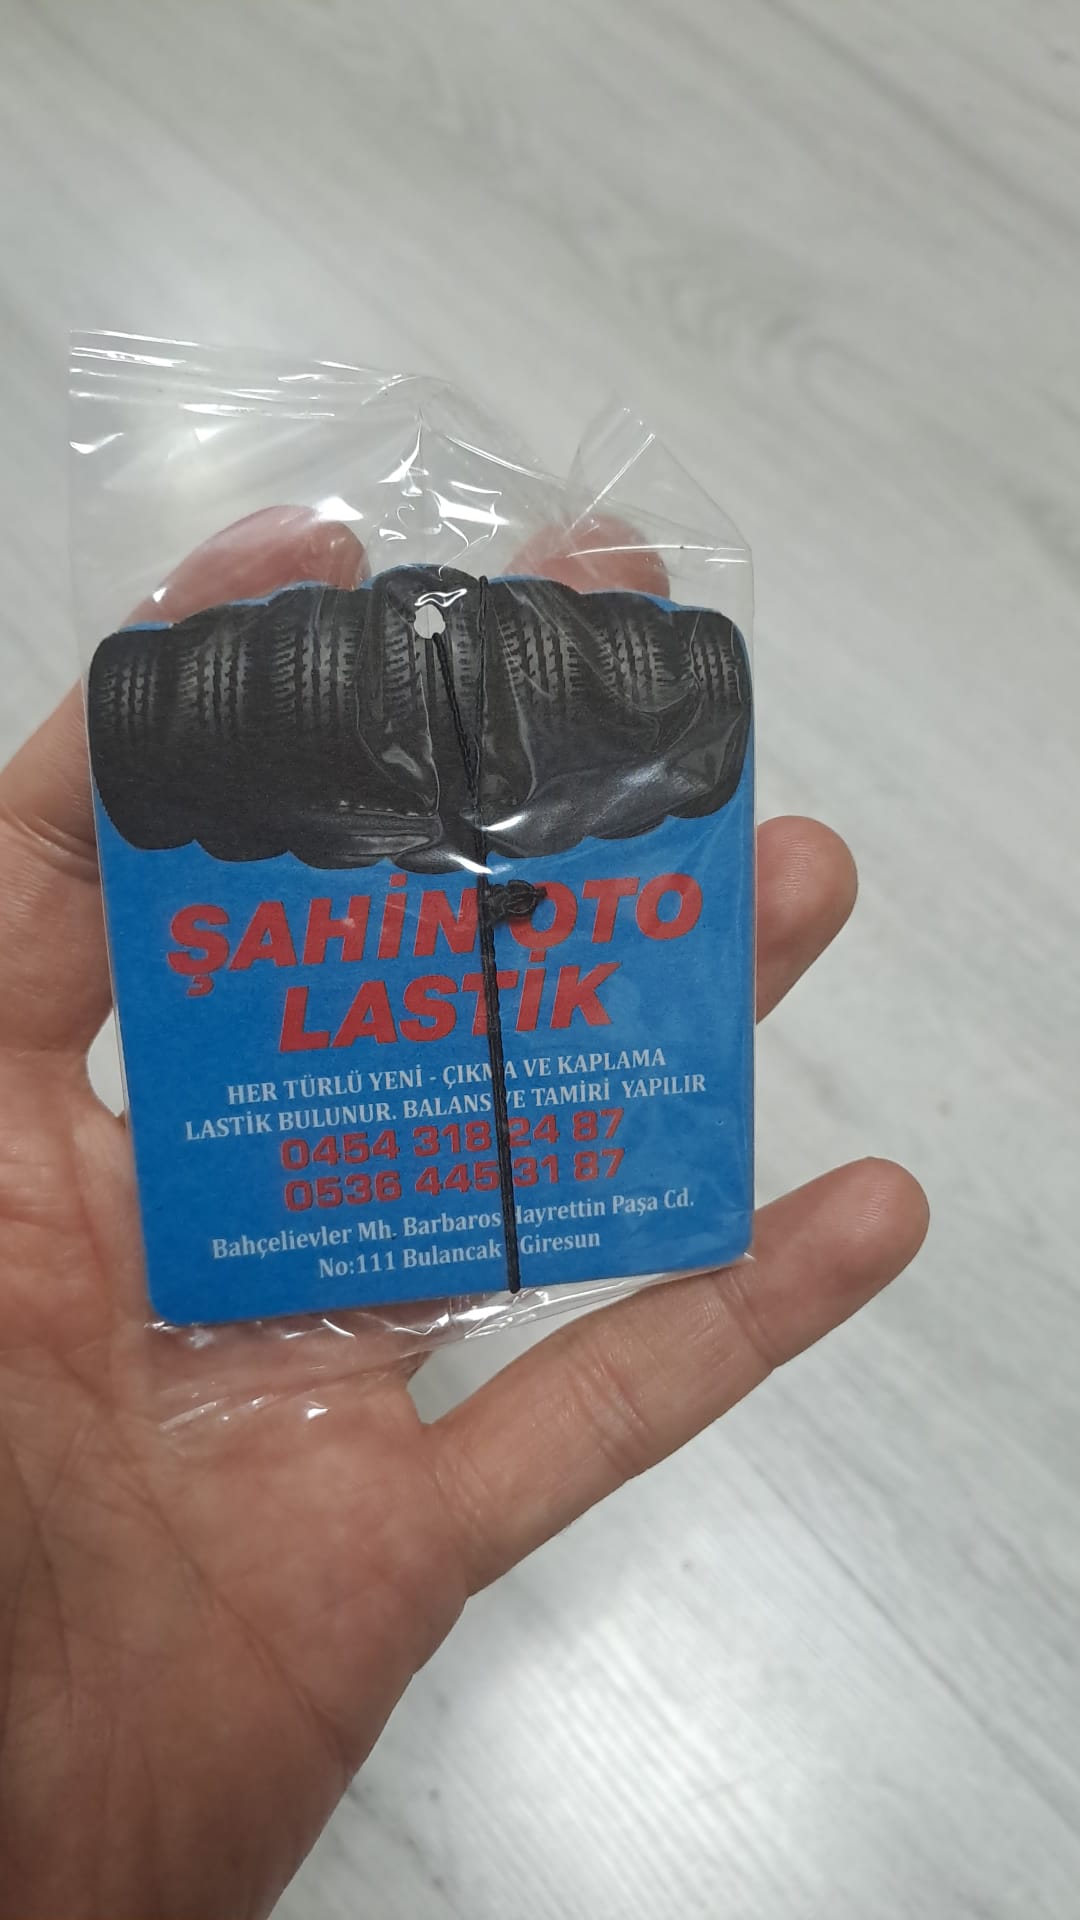 ŞAHİN OTO
LASTİK
HER TÜRLÜ YENİ - ÇIKMA VE KAPLAMA
LASTİK BULUNUR. BALANS VE TAMİRİ YAPILIR
0454 318 24 87
0536 445 31 87
Bahçelievler Mh. Barbaros Hayrettin Paşa Cd.
No:111 Bulancak Giresun